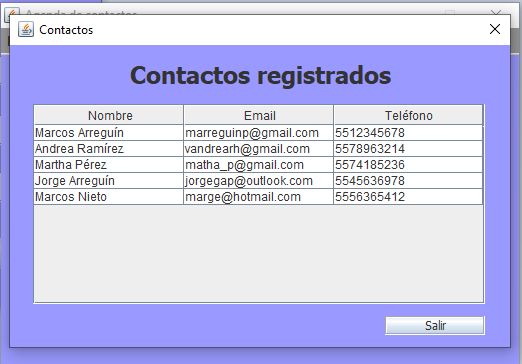 Agenda de contactos
Contactos
Contactos registrados
Nombre Email Teléfono
Marcos Arreguín marreguinp@gmail.com 5512345678
Andrea Ramírez vandrearh@gmail.com 5578963214
Martha Pérez matha_p@gmail.com 5574185236
Jorge Arreguín jorgegap@outlook.com 5545636978
Marcos Nieto marge@hotmail.com 5556365412
Salir